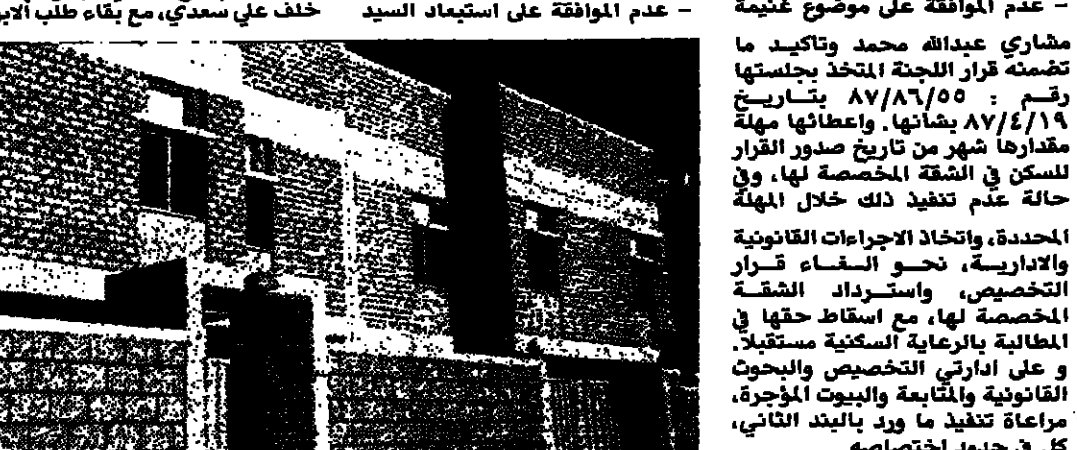 - عدم الموافقة على موضوع غنيمة
مشاري عبدالله محمد وتاكيد ما
تضمنه قرار اللجنة المتخذ بجلستها
رقم : ٨٧/٨٦/٥٥ بتاريخ
٨٧/٤/١٩ بشأنها. واعطائها مهلة
مقدارها شهر من تاريخ صدور القرار
للسكن في الشقة المخصصة لها، وفي
حالة عدم تنفيذ ذلك خلال المهلة
المحددة، واتخاذ الاجراءات القانونية
والادارية، نحو الغاء قرار
التخصيص، واسترداد الشقة
المخصصة لها، مع اسقاط حقها في
المطالبة بالرعاية السكنية مستقبلا.
و على ادارتي التخصيص والبحوث
القانونية والمتابعة والبيوت المؤجرة،
مراعاة تنفيذ ما ورد بالبند الثاني،
كل في حدود اختصاصه
- عدم الموافقة على استبعاد السيد
خلف علي سعدي، مع بقاء طلب